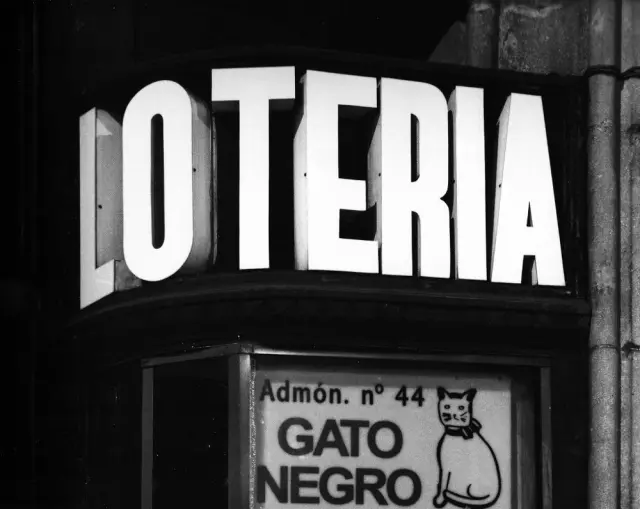 LOTERIA
Admón. nº 44
GATO
NEGRO